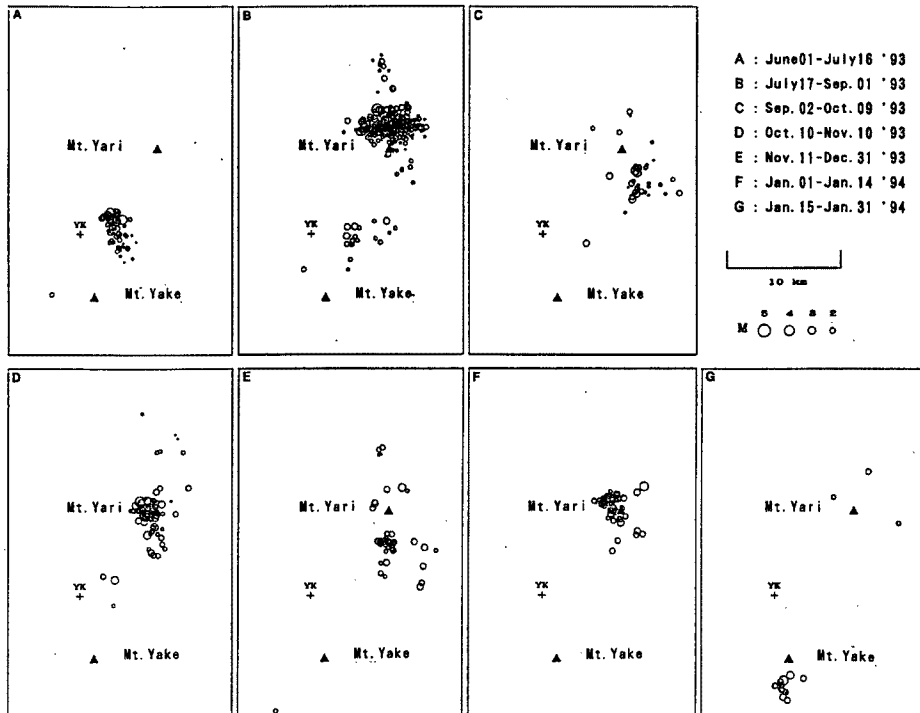 A
Mt. Yari
YK
Mt. Yake
B
Mt. Yari
YK
Mt. Yake
C
Mt. Yari
YK
Mt. Yake
A : June01-July16 '93
B : July17-Sep. 01 '93
C : Sep. 02-Oct. 09 '93
D : Oct. 10-Nov. 10 '93
E : Nov. 11-Dec. 31 '93
F : Jan. 01-Jan. 14 '94
G : Jan. 15-Jan. 31 '94
10 km
5 4 3 2
M
D
Mt. Yari
YK
Mt. Yake
E
Mt. Yari
YK
Mt. Yake
F
Mt. Yari
YK
Mt. Yake
G
Mt. Yari
YK
Mt. Yake